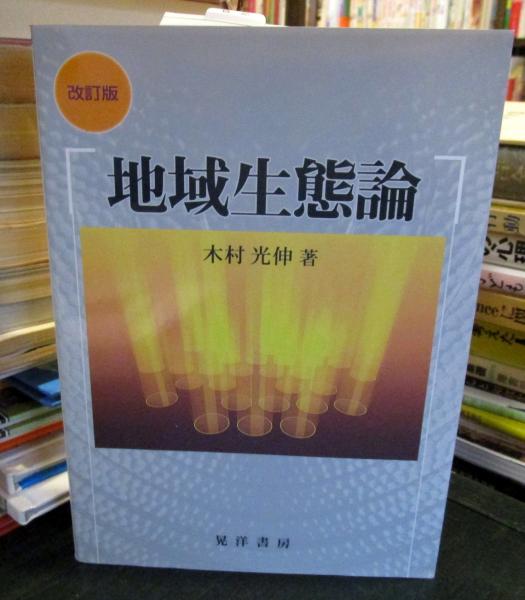 改訂版
地域生態論
木村 光伸 著
晃洋書房